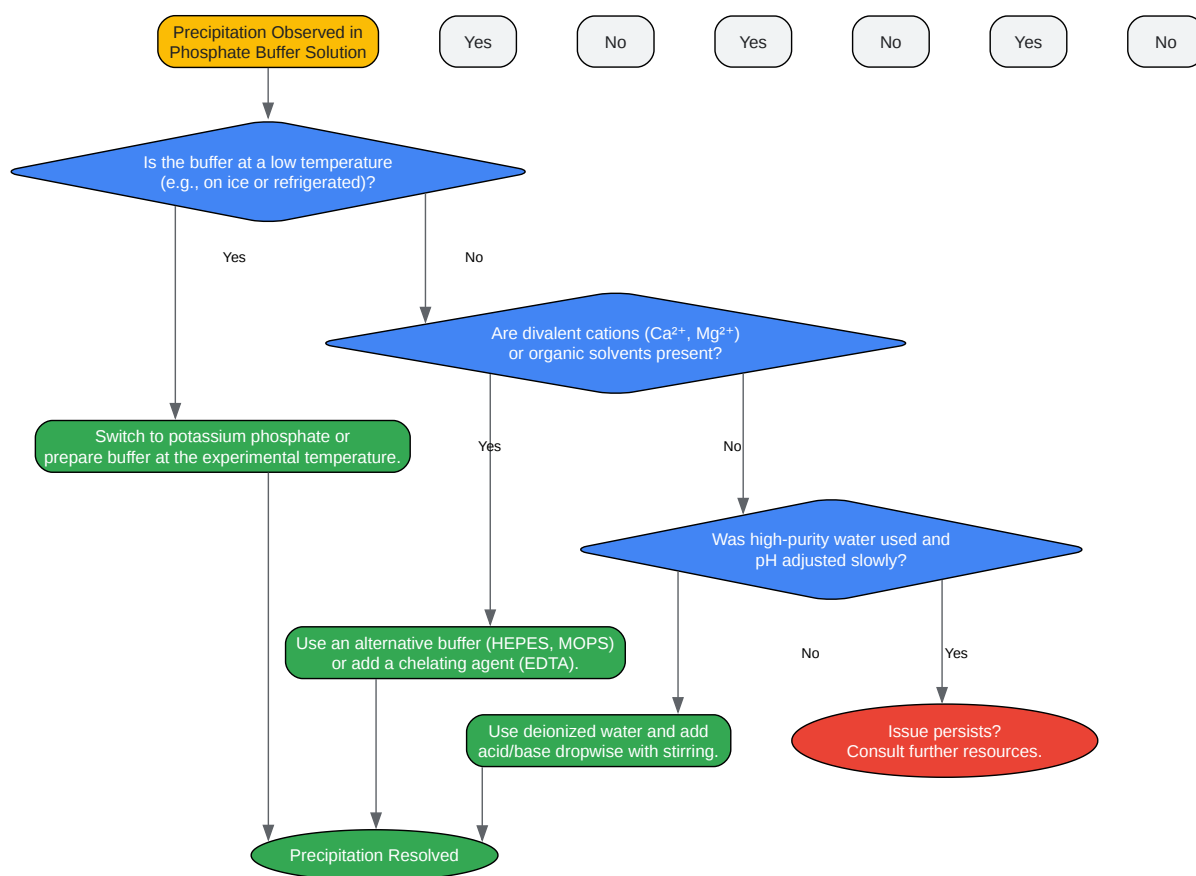 Precipitation Observed in
Phosphate Buffer Solution
Yes
No
Yes
No
Yes
No
Is the buffer at a low temperature
(e.g., on ice or refrigerated)?
Yes
No
Are divalent cations (Ca²⁺, Mg²⁺)
or organic solvents present?
Switch to potassium phosphate or
prepare buffer at the experimental temperature.
Yes
No
Was high-purity water used and
pH adjusted slowly?
Use an alternative buffer (HEPES, MOPS)
or add a chelating agent (EDTA).
No
Yes
Use deionized water and add
acid/base dropwise with stirring.
Issue persists?
Consult further resources.
Precipitation Resolved